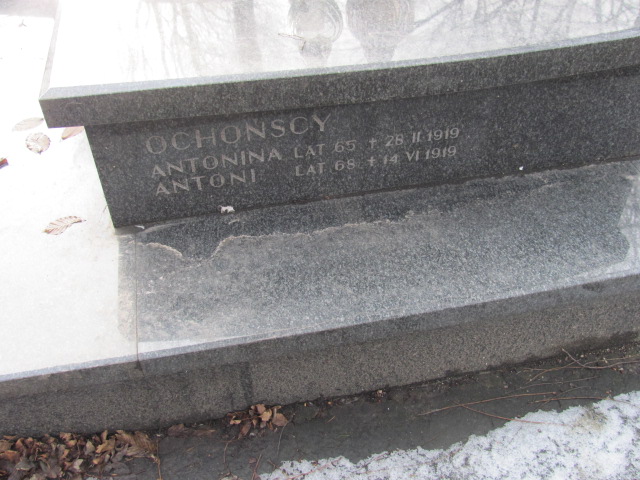 OCHOŃSCY
ANTONINA LAT 65 + 28 II 1919
ANTONI LAT 68 + 14 VI 1919